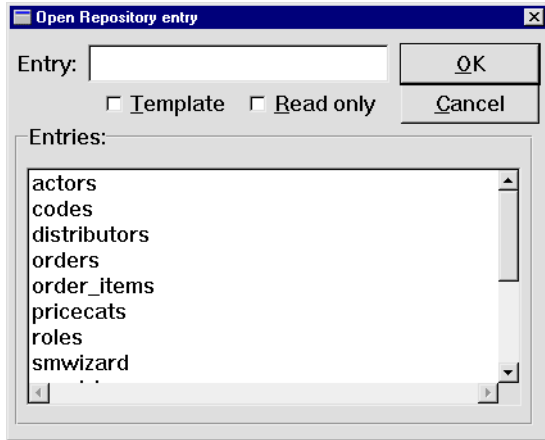 Open Repository entry
Entry:
OK
Template
Read only
Cancel
Entries:
actors
codes
distributors
orders
order_items
pricecats
roles
smwizard